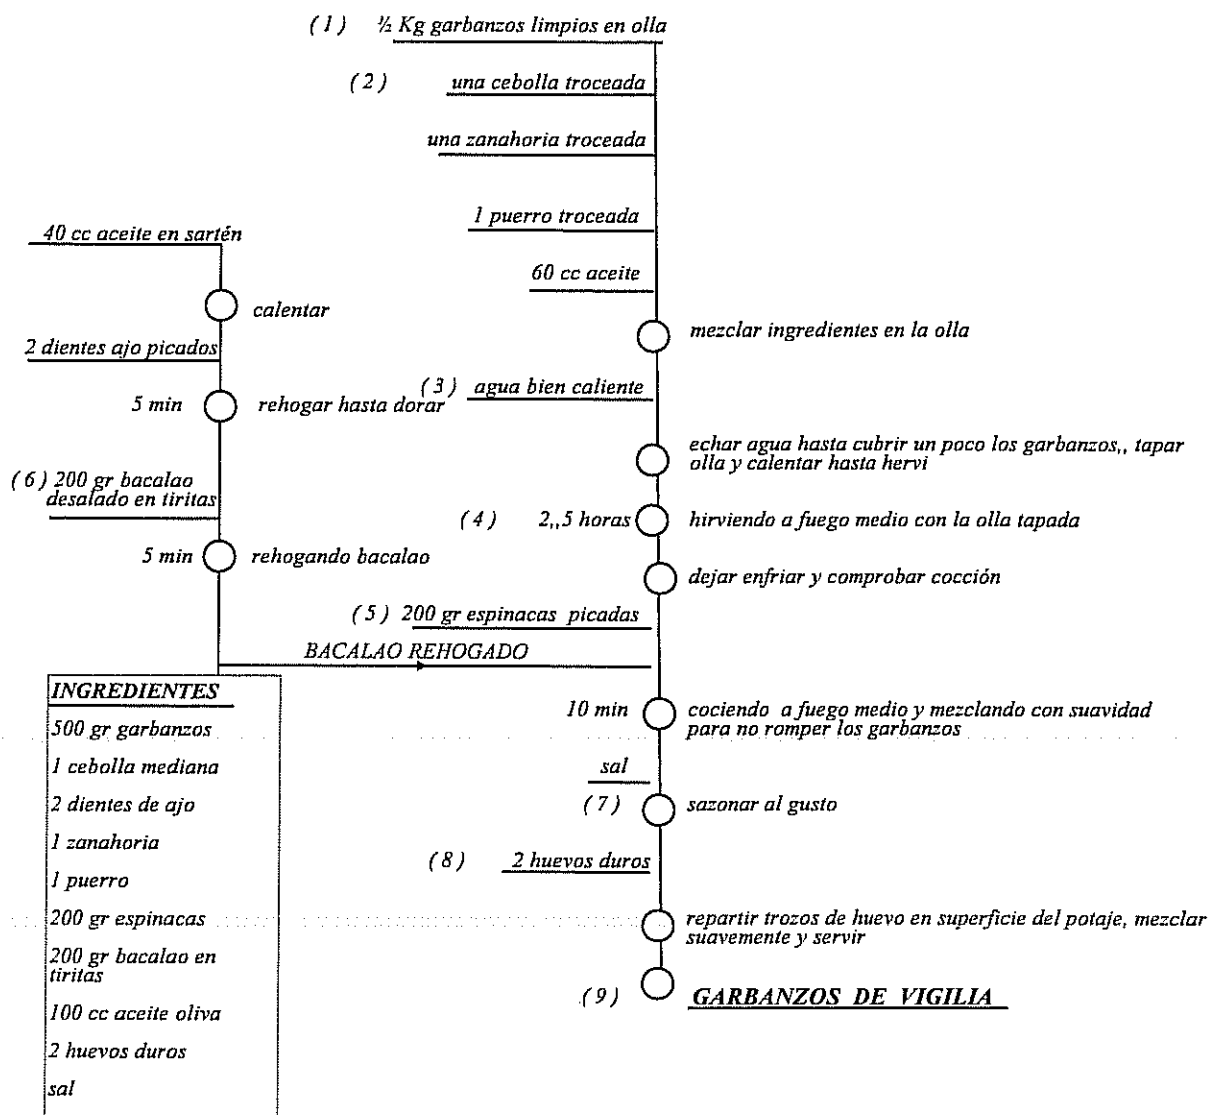 (1) ½ Kg garbanzos limpios en olla
(2) una cebolla troceada
una zanahoria troceada
1 puerro troceada
60 cc aceite
mezclar ingredientes en la olla
(3) agua bien caliente
echar agua hasta cubrir un poco los garbanzos,, tapar
olla y calentar hasta hervi
(4) 2,,5 horas hirviendo a fuego medio con la olla tapada
dejar enfriar y comprobar cocción
(5) 200 gr espinacas picadas
40 cc aceite en sartén
calentar
2 dientes ajo picados
5 min rehogar hasta dorar
(6) 200 gr bacalao
desalado en tiritas
5 min rehogando bacalao
BACALAO REHOGADO
10 min cociendo a fuego medio y mezclando con suavidad
para no romper los garbanzos
sal
(7) sazonar al gusto
(8) 2 huevos duros
repartir trozos de huevo en superficie del potaje, mezclar
suavemente y servir
(9) GARBANZOS DE VIGILIA
INGREDIENTES
500 gr garbanzos
1 cebolla mediana
2 dientes de ajo
1 zanahoria
1 puerro
200 gr espinacas
200 gr bacalao en
tiritas
100 cc aceite oliva
2 huevos duros
sal